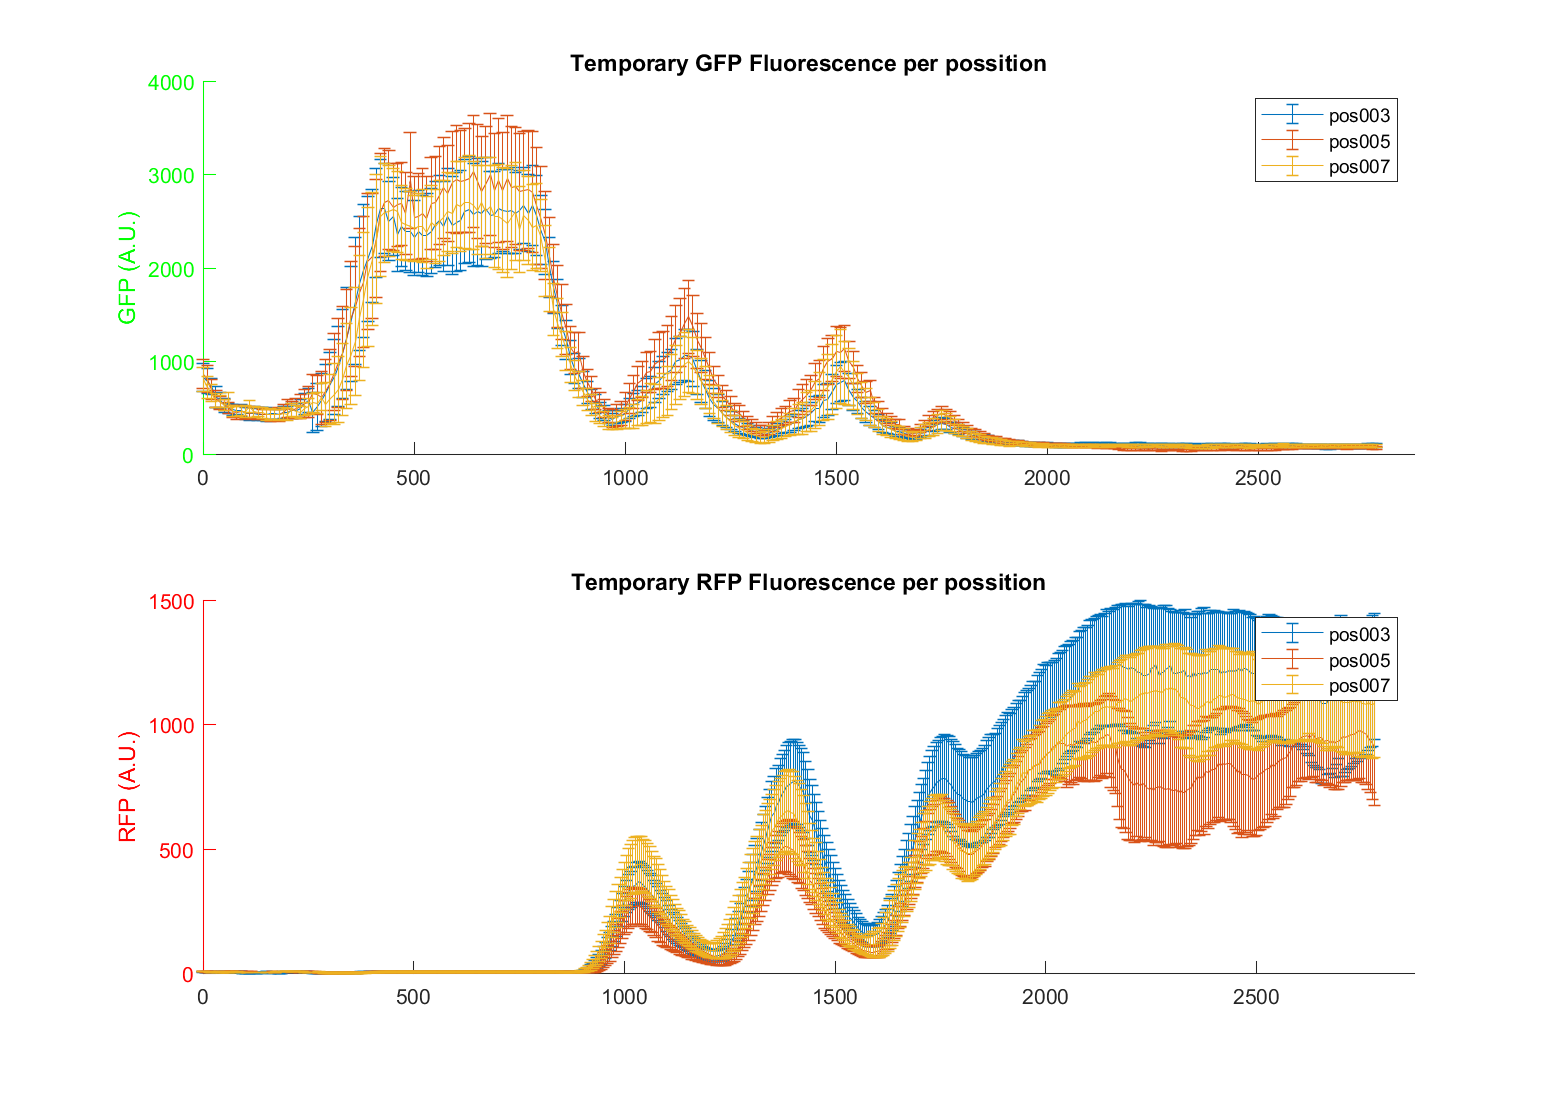 Temporary GFP Fluorescence per possition
4000
3000
2000
1000
0
GFP (A.U.)
pos003
pos005
pos007
0 500 1000 1500 2000 2500
Temporary RFP Fluorescence per possition
1500
1000
500
0
RFP (A.U.)
pos003
pos005
pos007
0 500 1000 1500 2000 2500